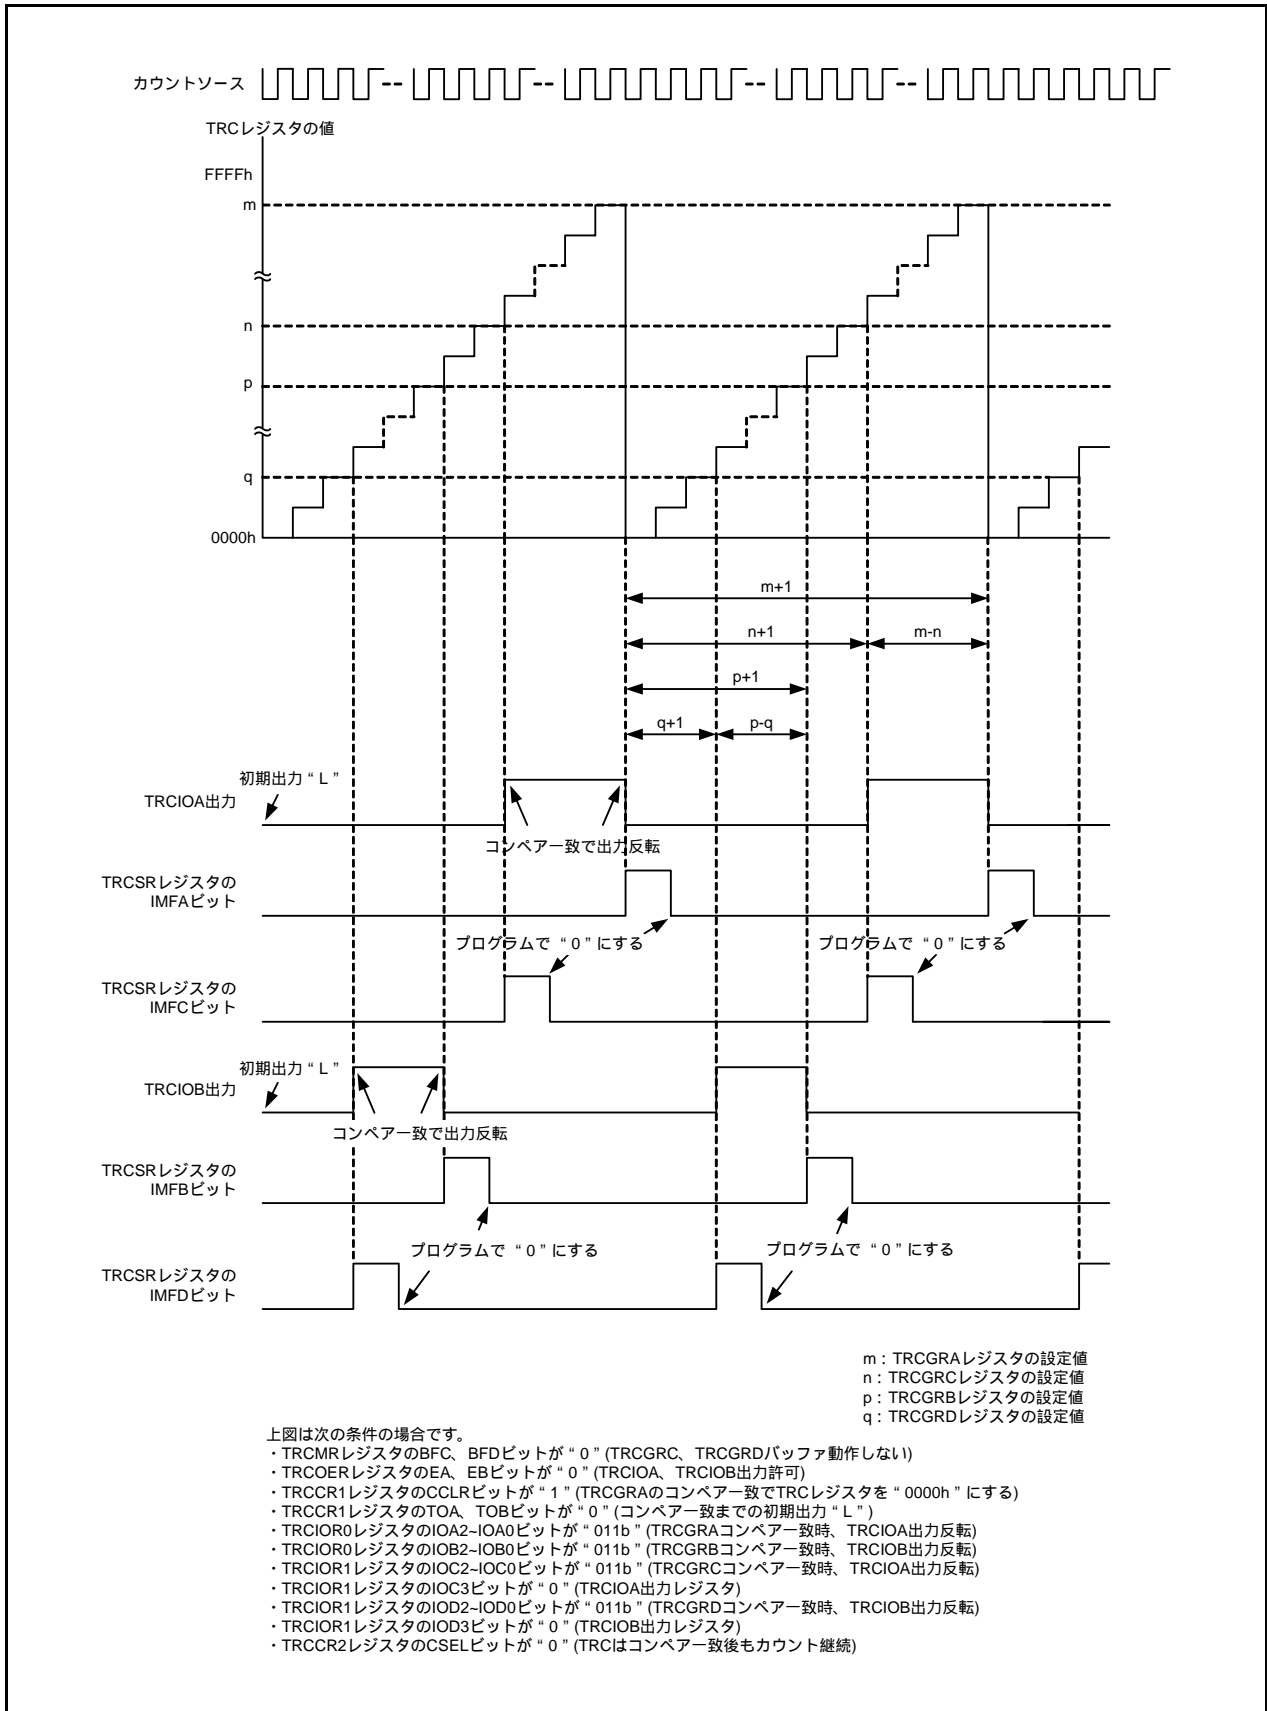 カウントソース
TRCレジスタの値
FFFFh
m
n
p
q
0000h
m+1
n+1
m-n
p+1
q+1
p-q
初期出力 “ L ”
TRCIOA出力
コンペア一致で出力反転
TRCSRレジスタの
IMFAビット
プログラムで “ 0 ” にする
プログラムで “ 0 ” にする
TRCSRレジスタの
IMFCビット
初期出力 “ L ”
TRCIOB出力
コンペア一致で出力反転
TRCSRレジスタの
IMFBビット
プログラムで “ 0 ” にする
プログラムで “ 0 ” にする
TRCSRレジスタの
IMFDビット
m : TRCGRAレジスタの設定値
n : TRCGRCレジスタの設定値
p : TRCGRBレジスタの設定値
q : TRCGRDレジスタの設定値
上図は次の条件の場合です。
・TRCMRレジスタのBFC、BFDビットが “ 0 ” (TRCGRC、TRCGRDバッファ動作しない)
・TRCOERレジスタのEA、EBビットが “ 0 ” (TRCIOA、TRCIOB出力許可)
・TRCCR1レジスタのCCLRビットが “ 1 ” (TRCGRAのコンペア一致でTRCレジスタを “ 0000h ” にする)
・TRCCR1レジスタのTOA、TOBビットが “ 0 ” (コンペア一致までの初期出力 “ L ” )
・TRCIOR0レジスタのIOA2~IOA0ビットが “ 011b ” (TRCGRAコンペア一致時、TRCIOA出力反転)
・TRCIOR0レジスタのIOB2~IOB0ビットが “ 011b ” (TRCGRBコンペア一致時、TRCIOB出力反転)
・TRCIOR1レジスタのIOC2~IOC0ビットが “ 011b ” (TRCGRCコンペア一致時、TRCIOA出力反転)
・TRCIOR1レジスタのIOC3ビットが “ 0 ” (TRCIOA出力レジスタ)
・TRCIOR1レジスタのIOD2~IOD0ビットが “ 011b ” (TRCGRDコンペア一致時、TRCIOB出力反転)
・TRCIOR1レジスタのIOD3ビットが “ 0 ” (TRCIOB出力レジスタ)
・TRCCR2レジスタのCSELビットが “ 0 ” (TRCはコンペア一致後もカウント継続)